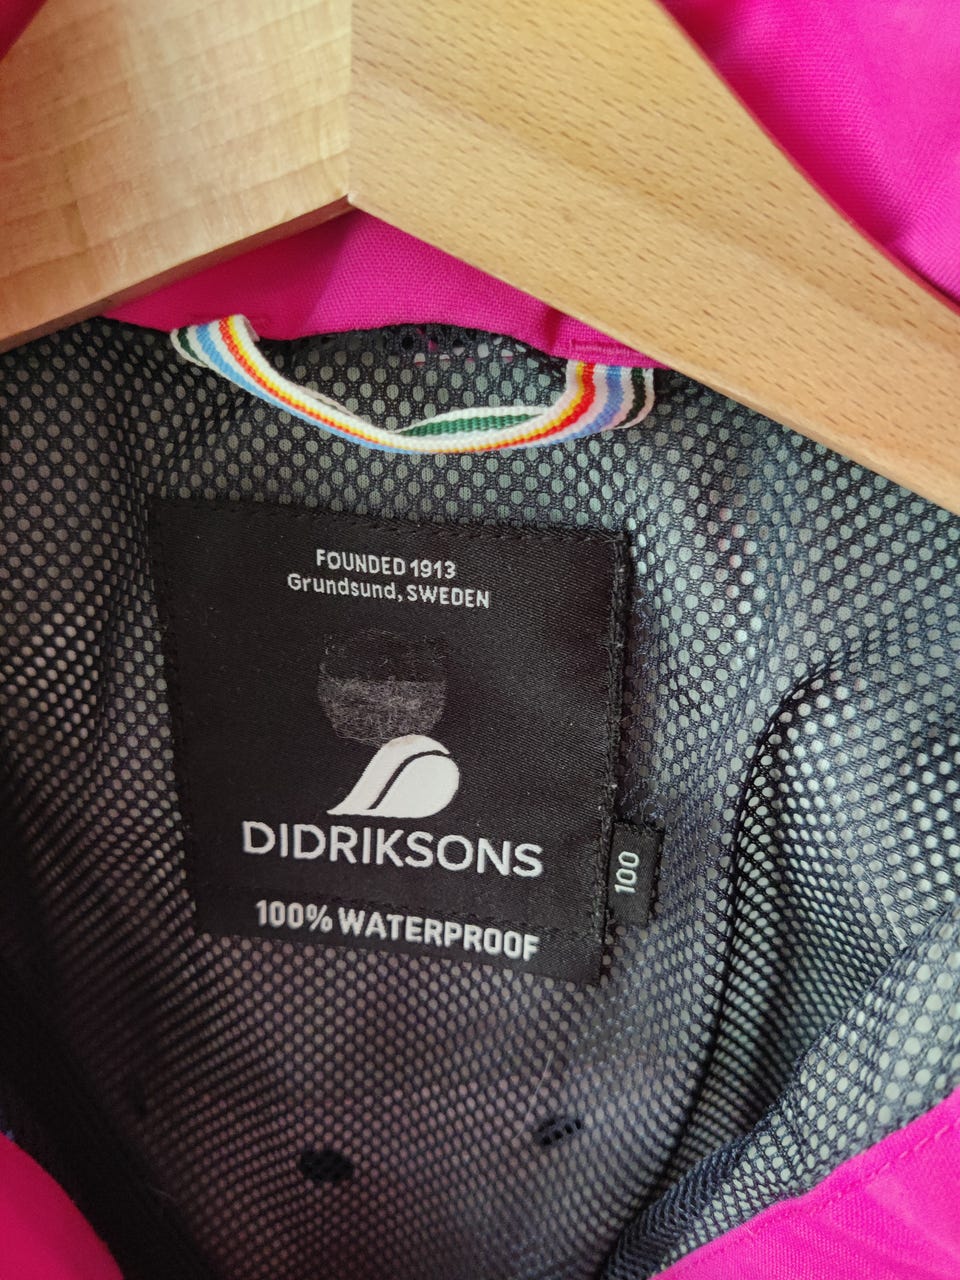 FOUNDED 1913
Grundsund, SWEDEN
DIDRIKSONS
100% WATERPROOF
100